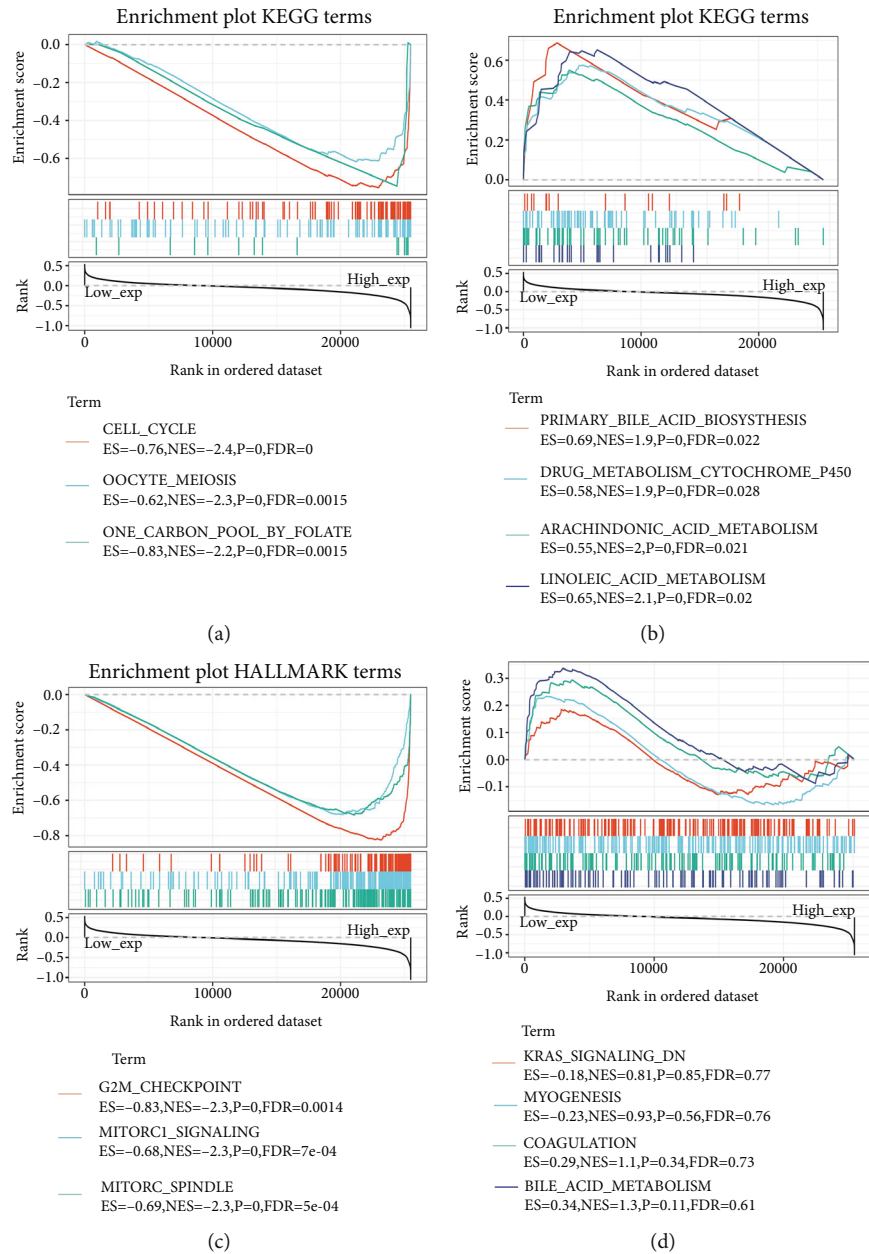 Enrichment plot KEGG terms
0.0
−0.2
−0.4
−0.6
Enrichment score
0.5
0.0
−0.5
−1.0
Rank
Low_exp
High_exp
0
10000
20000
Rank in ordered dataset
Term
CELL_CYCLE
ES=−0.76,NES=−2.4,P=0,FDR=0
OOCYTE_MEIOSIS
ES=−0.62,NES=−2.3,P=0,FDR=0.0015
ONE_CARBON_POOL_BY_FOLATE
ES=−0.83,NES=−2.2,P=0,FDR=0.0015
(a)
Enrichment plot KEGG terms
0.6
0.4
0.2
0.0
Enrichment score
0.5
0.0
−0.5
−1.0
Rank
Low_exp
High_exp
0
10000
20000
Rank in ordered dataset
Term
PRIMARY_BILE_ACID_BIOSYSTHESIS
ES=0.69,NES=1.9,P=0,FDR=0.022
DRUG_METABOLISM_CYTOCHROME_P450
ES=0.58,NES=1.9,P=0,FDR=0.028
ARACHINDONIC_ACID_METABOLISM
ES=0.55,NES=2,P=0,FDR=0.021
LINOLEIC_ACID_METABOLISM
ES=0.65,NES=2.1,P=0,FDR=0.02
(b)
Enrichment plot HALLMARK terms
0.0
−0.2
−0.4
−0.6
−0.8
Enrichment score
0.5
0.0
−0.5
−1.0
Rank
Low_exp
High_exp
0
10000
20000
Rank in ordered dataset
Term
G2M_CHECKPOINT
ES=−0.83,NES=−2.3,P=0,FDR=0.0014
MITORC1_SIGNALING
ES=−0.68,NES=−2.3,P=0,FDR=7e-04
MITORC_SPINDLE
ES=−0.69,NES=−2.3,P=0,FDR=5e-04
(c)
0.3
0.2
0.1
0.0
−0.1
Enrichment score
0.5
0.0
−0.5
−1.0
Rank
Low_exp
High_exp
0
10000
20000
Rank in ordered dataset
Term
KRAS_SIGNALING_DN
ES=−0.18,NES=0.81,P=0.85,FDR=0.77
MYOGENESIS
ES=−0.23,NES=0.93,P=0.56,FDR=0.76
COAGULATION
ES=0.29,NES=1.1,P=0.34,FDR=0.73
BILE_ACID_METABOLISM
ES=0.34,NES=1.3,P=0.11,FDR=0.61
(d)